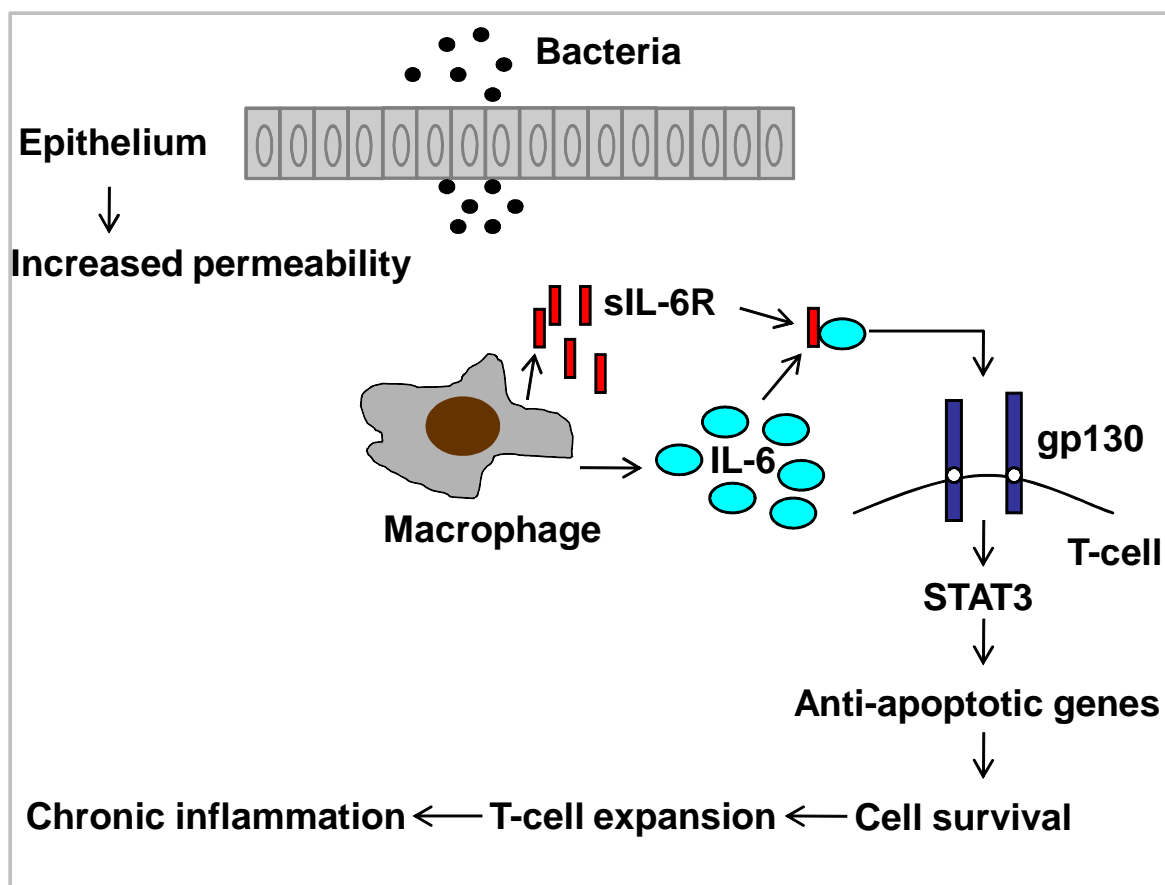 Bacteria
Epithelium
Increased permeability
sIL-6R
IL-6
gp130
Macrophage
T-cell
STAT3
Anti-apoptotic genes
Chronic inflammation
T-cell expansion
Cell survival